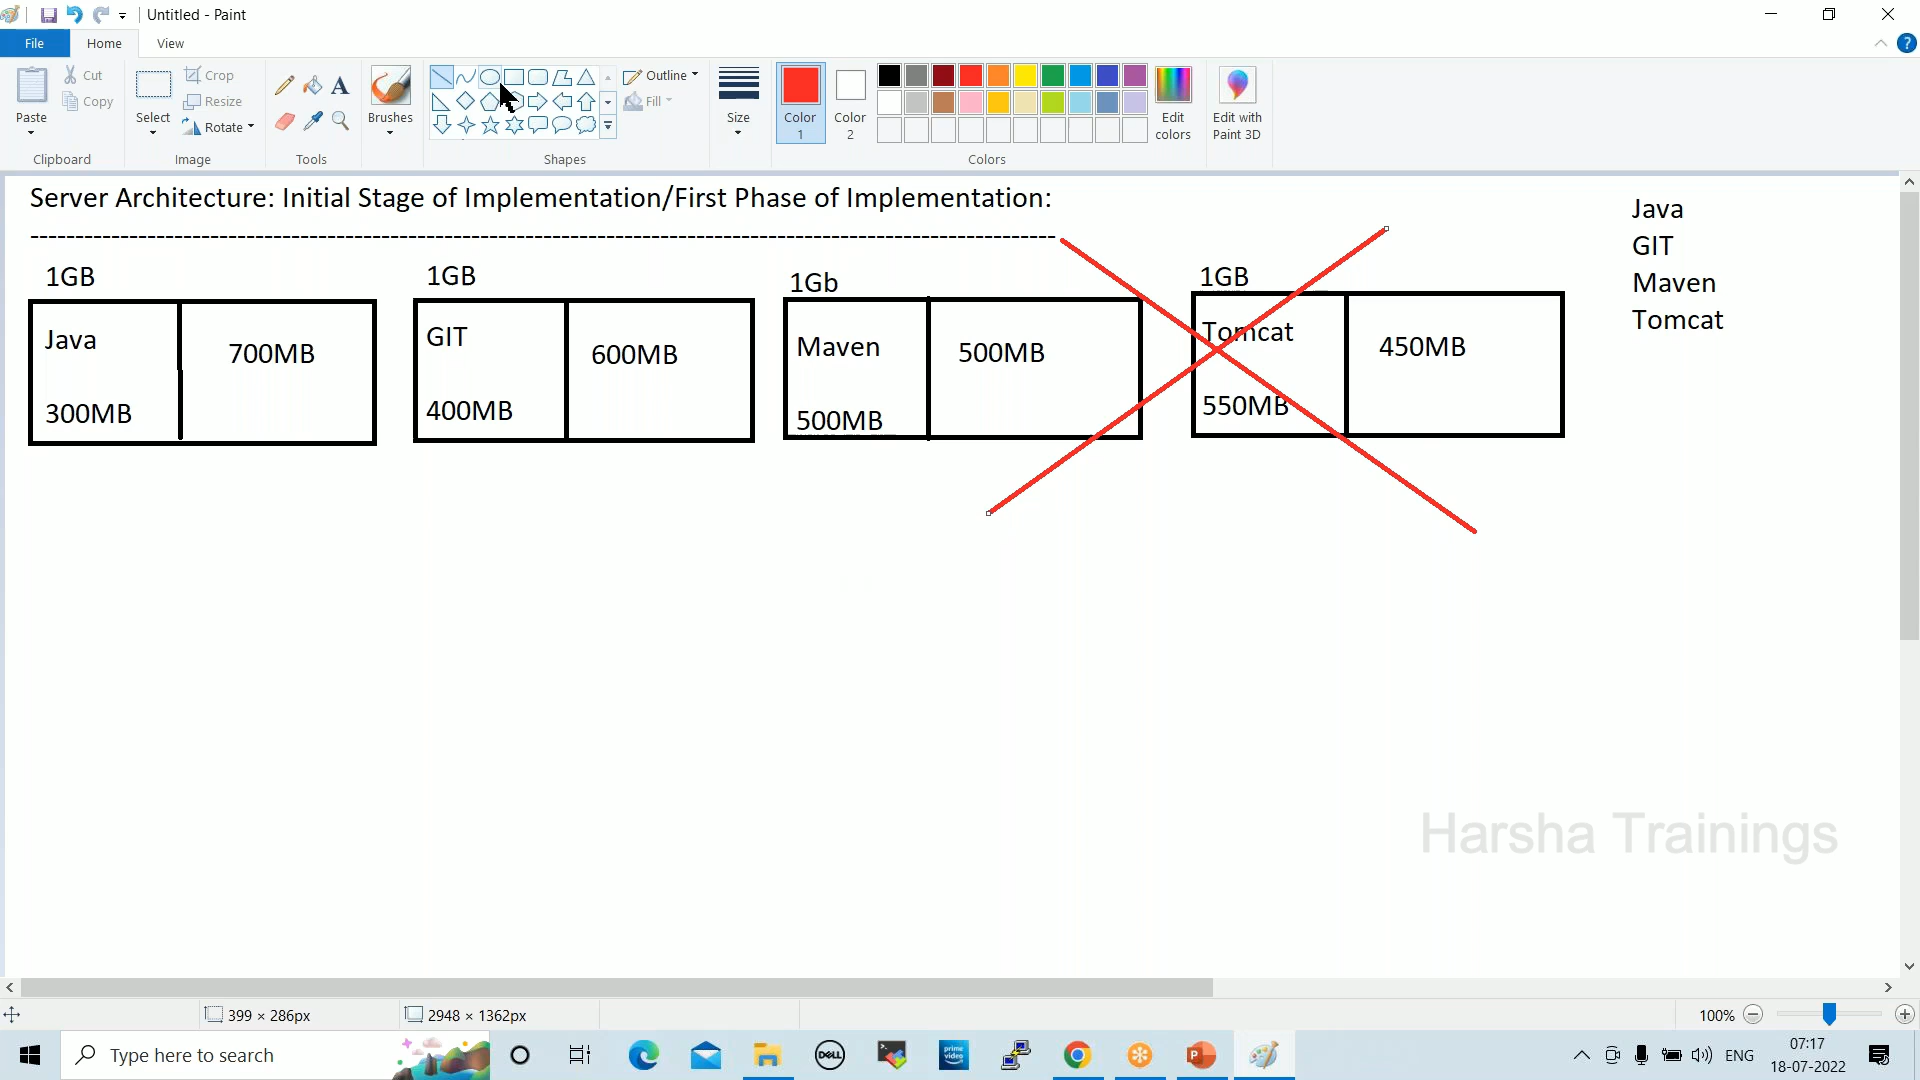 Untitled - Paint
File Home View
Paste
Cut
Copy
Clipboard
Select
Crop
Resize
Rotate
Image
A
Tools
Brushes
Outline
Fill
Shapes
Size
Color 1
Color 2
Edit colors
Colors
Edit with Paint 3D
?
Server Architecture: Initial Stage of Implementation/First Phase of Implementation:
1GB
Java
300MB
700MB
1GB
GIT
400MB
600MB
1Gb
Maven
500MB
500MB
1GB
Tomcat
550MB
450MB
Java
GIT
Maven
Tomcat
Harsha Trainings
399 × 286px
2948 × 1362px
100%
Type here to search
DELL
prime video
P
ENG
07:17
18-07-2022